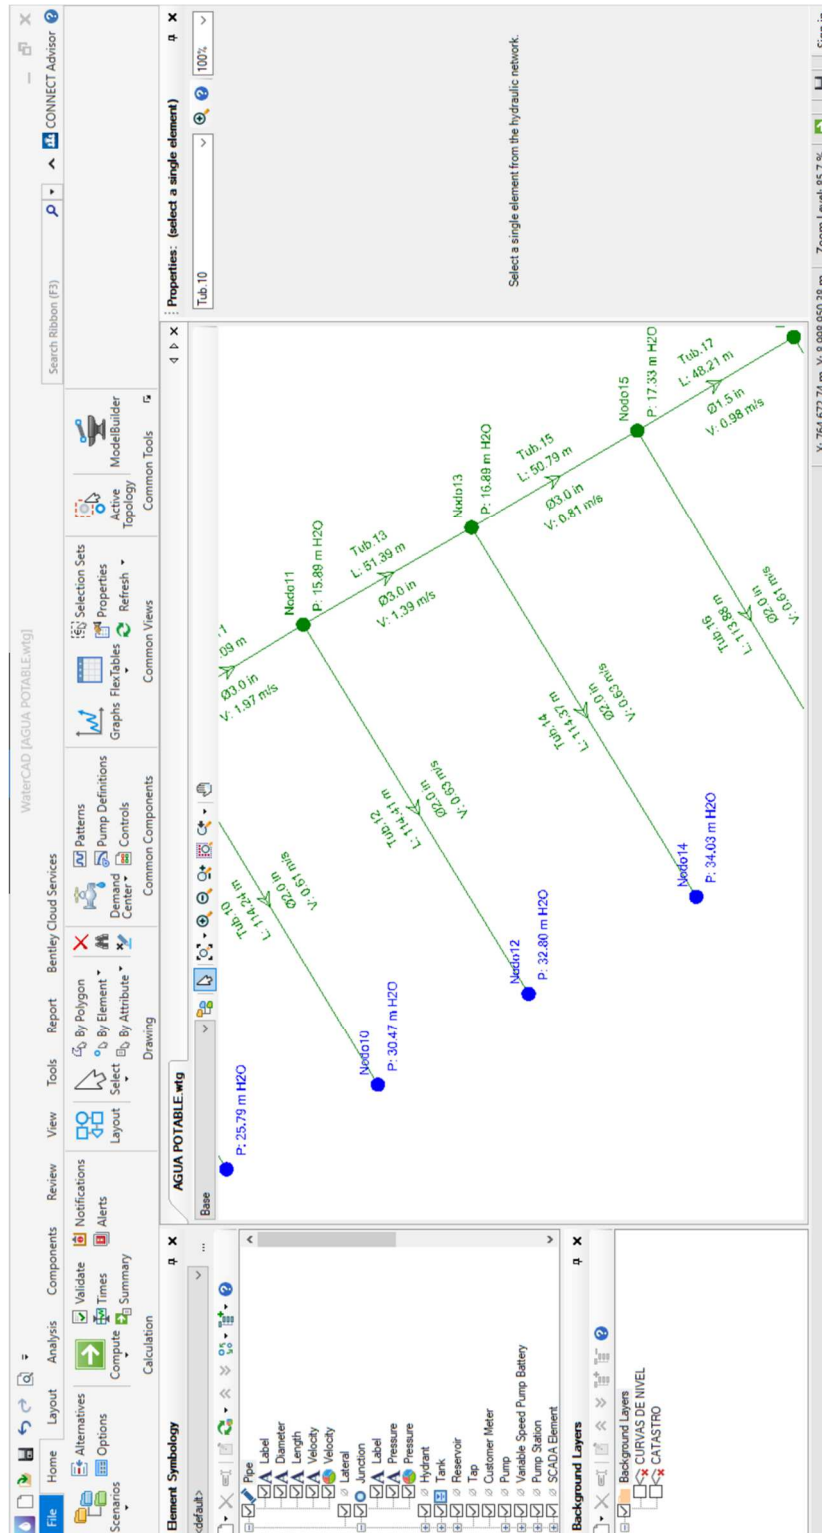 WaterCAD [AGUA POTABLE.wtg]
File Home Layout Analysis Components Review View Tools Report Bentley Cloud Services
Search Ribbon (F3)
CONNECT Advisor
Scenarios
Alternatives
Options
Compute
Validate
Times
Summary
Notifications
Alerts
Calculation
Layout
Select
By Polygon
By Element
By Attribute
Drawing
Demand Center
Patterns
Pump Definitions
Controls
Common Components
Graphs
FlexTables
Selection Sets
Properties
Refresh
Common Views
Active Topology
ModelBuilder
Common Tools
Element Symbology
<default>
Pipe
Label
Diameter
Length
Velocity
Velocity
Lateral
Junction
Label
Pressure
Pressure
Hydrant
Tank
Reservoir
Tap
Customer Meter
Pump
Variable Speed Pump Battery
Pump Station
SCADA Element
Background Layers
Background Layers
CURVAS DE NIVEL
CATASTRO
AGUA POTABLE.wtg
Base
P: 25.79 m H2O
Nodo10
P: 30.47 m H2O
Tub.10
L: 114.24 m
Ø2.0 in
V: 0.61 m/s
.09 m
Ø3.0 in
V: 1.97 m/s
Nodo11
P: 15.89 m H2O
Tub.12
L: 114.41 m
Ø2.0 in
V: 0.63 m/s
Nodo12
P: 32.80 m H2O
Tub.13
L: 51.39 m
Ø3.0 in
V: 1.39 m/s
Nodo13
P: 16.89 m H2O
Tub.14
L: 114.37 m
Ø2.0 in
V: 0.63 m/s
Nodo14
P: 34.03 m H2O
Tub.15
L: 50.79 m
Ø3.0 in
V: 0.81 m/s
Nodo15
P: 17.33 m H2O
Tub.16
L: 113.88 m
Ø2.0 in
V: 0.61 m/s
Tub.17
L: 48.21 m
Ø1.5 in
V: 0.98 m/s
Properties: (select a single element)
Tub.10
100%
Select a single element from the hydraulic network.
Zoom Level: 85.7 %
Sign in